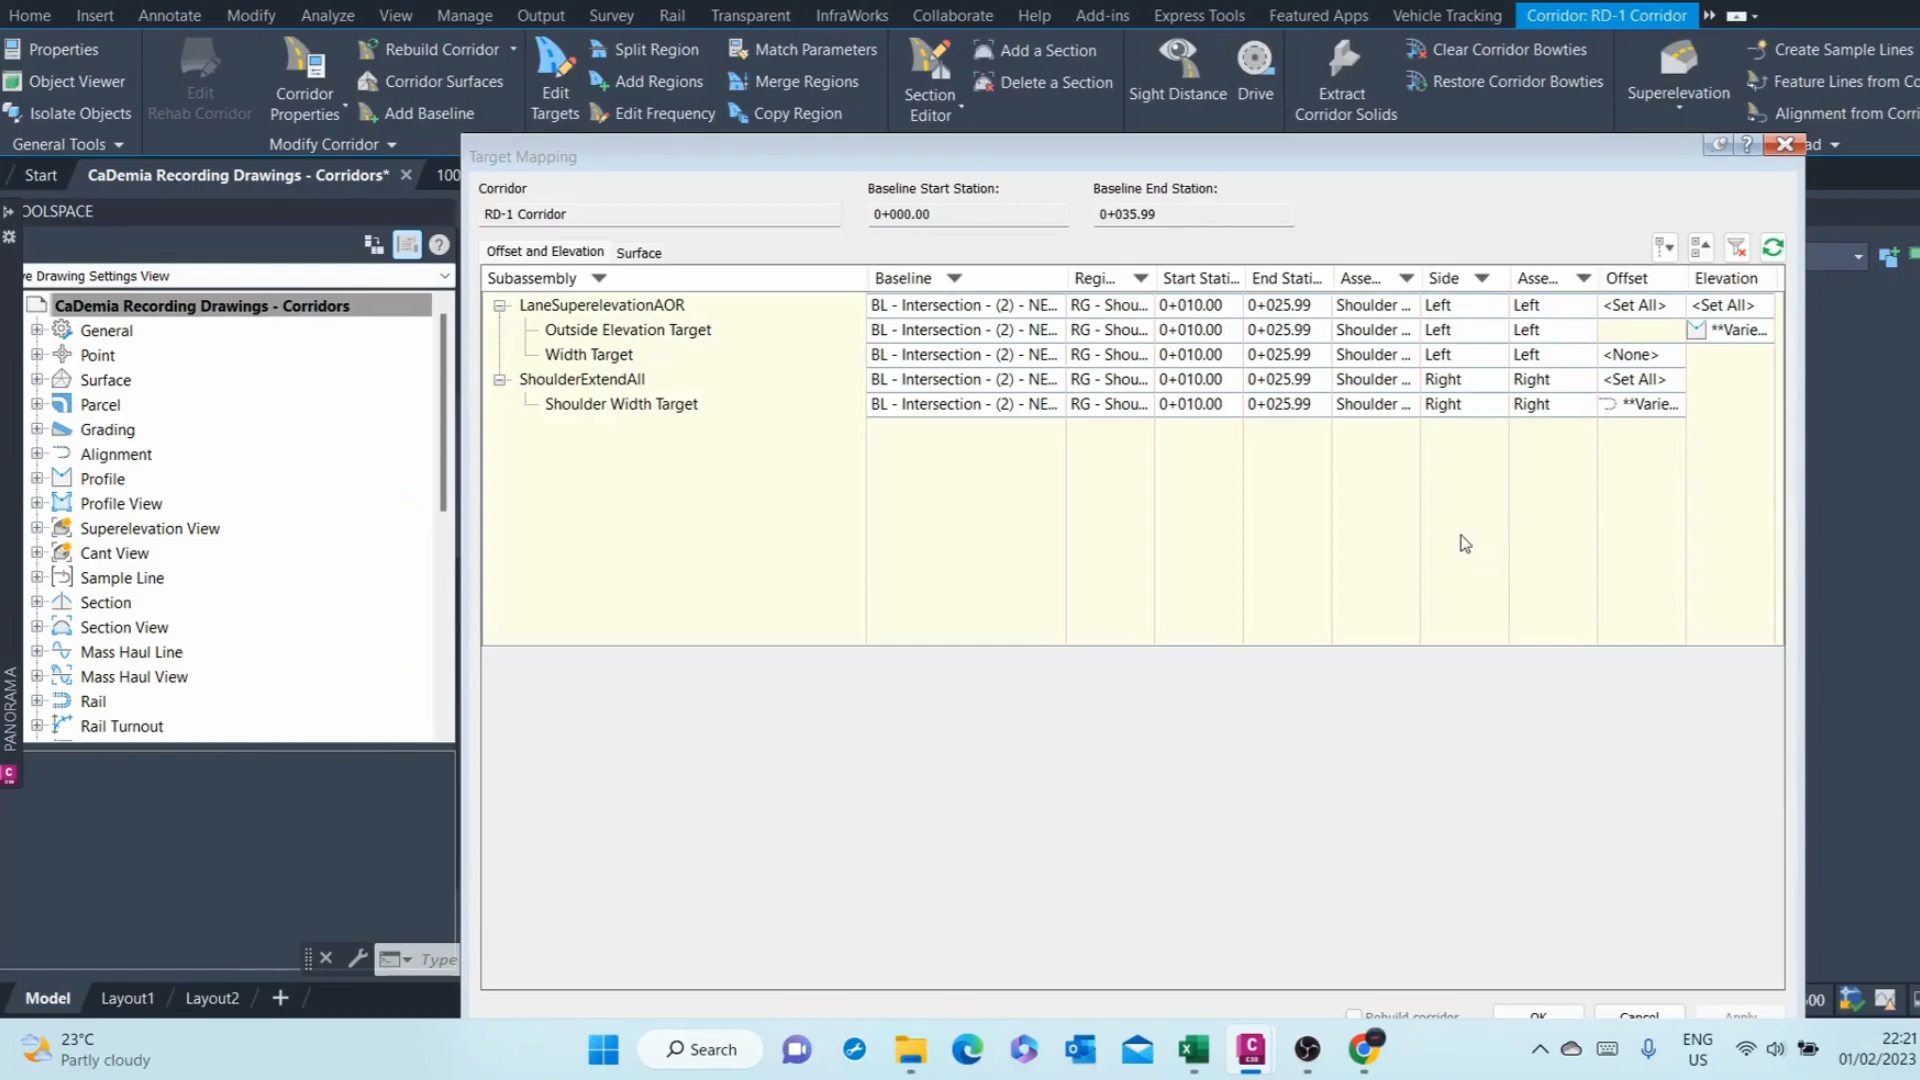 Home Insert Annotate Modify Analyze View Manage Output Survey Rail Transparent InfraWorks Collaborate Help Add-ins Express Tools Featured Apps Vehicle Tracking Corridor: RD-1 Corridor
Properties
Object Viewer
Isolate Objects
General Tools
Edit
Rehab Corridor
Corridor
Properties
Rebuild Corridor
Corridor Surfaces
Add Baseline
Modify Corridor
Edit
Targets
Split Region
Add Regions
Edit Frequency
Match Parameters
Merge Regions
Copy Region
Section
Editor
Add a Section
Delete a Section
Sight Distance
Drive
Extract
Corridor Solids
Clear Corridor Bowties
Restore Corridor Bowties
Superelevation
Create Sample Lines
Feature Lines from Co
Alignment from Corri
ad
Start
CaDemia Recording Drawings - Corridors*
100
OOLSPACE
ve Drawing Settings View
CaDemia Recording Drawings - Corridors
General
Point
Surface
Parcel
Grading
Alignment
Profile
Profile View
Superelevation View
Cant View
Sample Line
Section
Section View
Mass Haul Line
Mass Haul View
Rail
Rail Turnout
PANORAMA
Target Mapping
Corridor
RD-1 Corridor
Baseline Start Station:
0+000.00
Baseline End Station:
0+035.99
Offset and Elevation
Surface
Subassembly Baseline Regi... Start Stati... End Stati... Asse... Side Asse... Offset Elevation
LaneSuperelevationAOR BL - Intersection - (2) - NE... RG - Shou... 0+010.00 0+025.99 Shoulder ... Left Left <Set All> <Set All>
Outside Elevation Target BL - Intersection - (2) - NE... RG - Shou... 0+010.00 0+025.99 Shoulder ... Left Left **Varie...
Width Target BL - Intersection - (2) - NE... RG - Shou... 0+010.00 0+025.99 Shoulder ... Left Left <None>
ShoulderExtendAll BL - Intersection - (2) - NE... RG - Shou... 0+010.00 0+025.99 Shoulder ... Right Right <Set All>
Shoulder Width Target BL - Intersection - (2) - NE... RG - Shou... 0+010.00 0+025.99 Shoulder ... Right Right **Varie...
Rebuild corridor OK Cancel Apply
Type
Model Layout1 Layout2 +
23°C
Partly cloudy
Search
ENG
US
22:21
01/02/2023